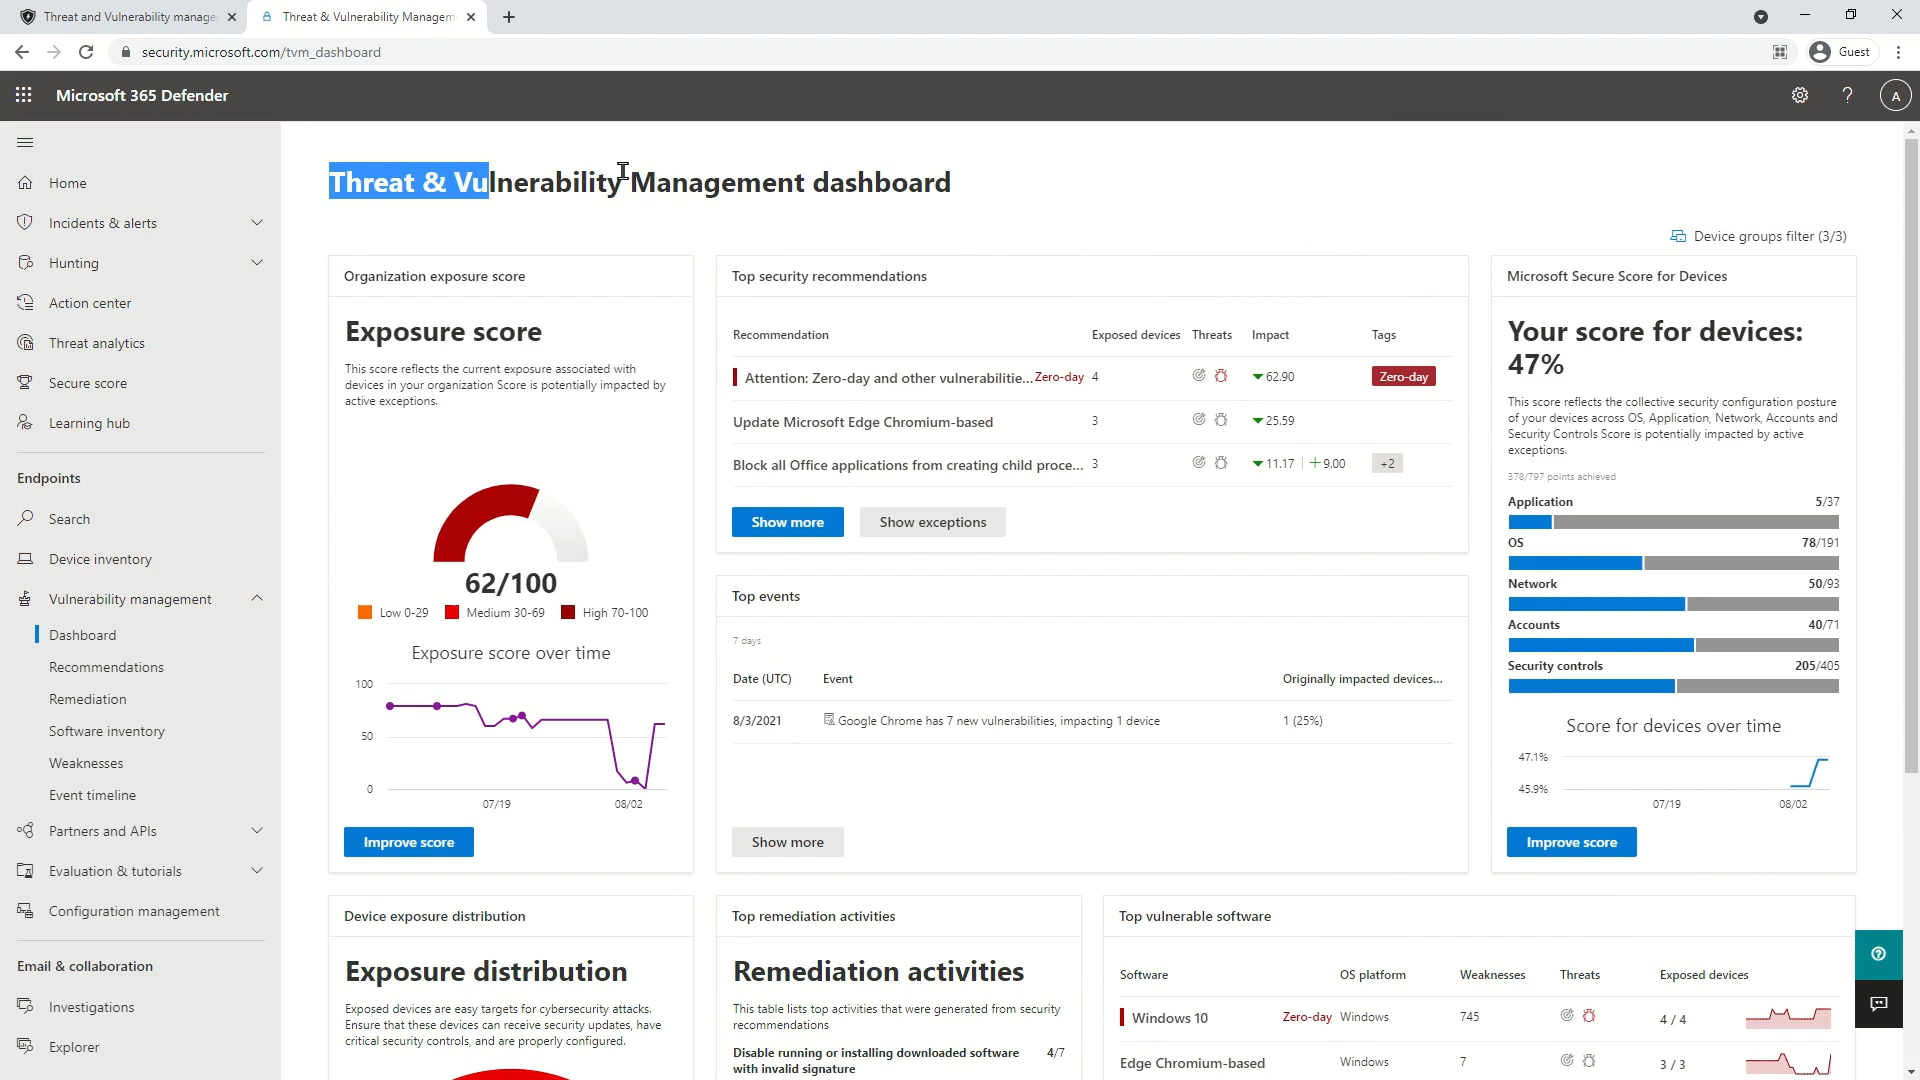 Threat and Vulnerability manage
Threat & Vulnerability Managem
security.microsoft.com/tvm_dashboard
Guest
Microsoft 365 Defender
A
Home
Incidents & alerts
Hunting
Action center
Threat analytics
Secure score
Learning hub
Endpoints
Search
Device inventory
Vulnerability management
Dashboard
Recommendations
Remediation
Software inventory
Weaknesses
Event timeline
Partners and APIs
Evaluation & tutorials
Configuration management
Email & collaboration
Investigations
Explorer
Threat & Vulnerability Management dashboard
Device groups filter (3/3)
Organization exposure score
Exposure score
This score reflects the current exposure associated with
devices in your organization Score is potentially impacted by
active exceptions.
62/100
Low 0-29 Medium 30-69 High 70-100
Exposure score over time
100
50
0
07/19 08/02
Improve score
Top security recommendations
Recommendation Exposed devices Threats Impact Tags
Attention: Zero-day and other vulnerabilitie... Zero-day 4 62.90 Zero-day
Update Microsoft Edge Chromium-based 3 25.59
Block all Office applications from creating child proce... 3 11.17 | +9.00 +2
Show more Show exceptions
Top events
7 days
Date (UTC) Event Originally impacted devices...
8/3/2021 Google Chrome has 7 new vulnerabilities, impacting 1 device 1 (25%)
Show more
Microsoft Secure Score for Devices
Your score for devices:
47%
This score reflects the collective security configuration posture
of your devices across OS, Application, Network, Accounts and
Security Controls Score is potentially impacted by active
exceptions.
378/797 points achieved
Application 5/37
OS 78/191
Network 50/93
Accounts 40/71
Security controls 205/405
Score for devices over time
47.1%
45.9%
07/19 08/02
Improve score
Device exposure distribution
Exposure distribution
Exposed devices are easy targets for cybersecurity attacks.
Ensure that these devices can receive security updates, have
critical security controls, and are properly configured.
Top remediation activities
Remediation activities
This table lists top activities that were generated from security
recommendations
Disable running or installing downloaded software 4/7
with invalid signature
Top vulnerable software
Software OS platform Weaknesses Threats Exposed devices
Windows 10 Zero-day Windows 745 4 / 4
Edge Chromium-based Windows 7 3 / 3